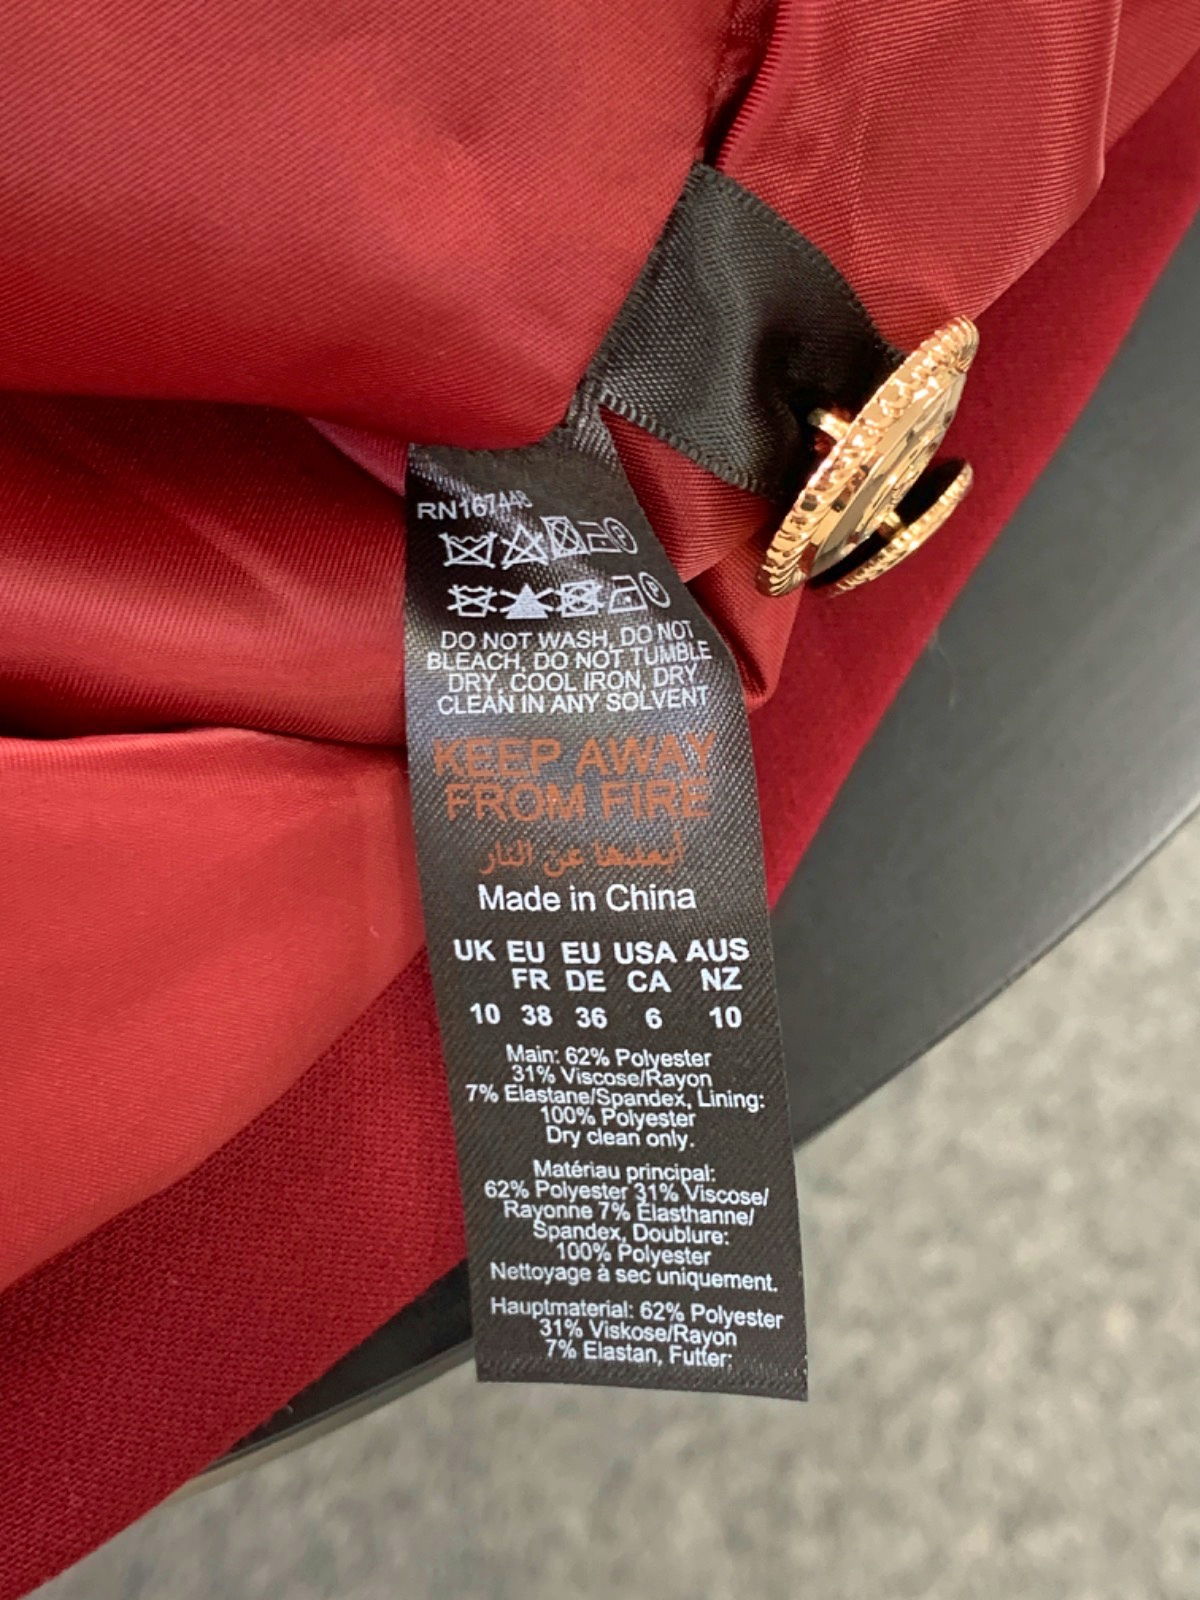 RN167448
DO NOT WASH, DO NOT
BLEACH, DO NOT TUMBLE
DRY, COOL IRON, DRY
CLEAN IN ANY SOLVENT
KEEP AWAY
FROM FIRE
أبعدها عن النار
Made in China
UK EU EU USA AUS
FR DE CA NZ
10 38 36 6 10
Main: 62% Polyester
31% Viscose/Rayon
7% Elastane/Spandex, Lining:
100% Polyester
Dry clean only.
Matériau principal:
62% Polyester 31% Viscose/
Rayonne 7% Élasthanne/
Spandex, Doublure:
100% Polyester
Nettoyage à sec uniquement.
Hauptmaterial: 62% Polyester
31% Viskose/Rayon
7% Elastan, Futter: